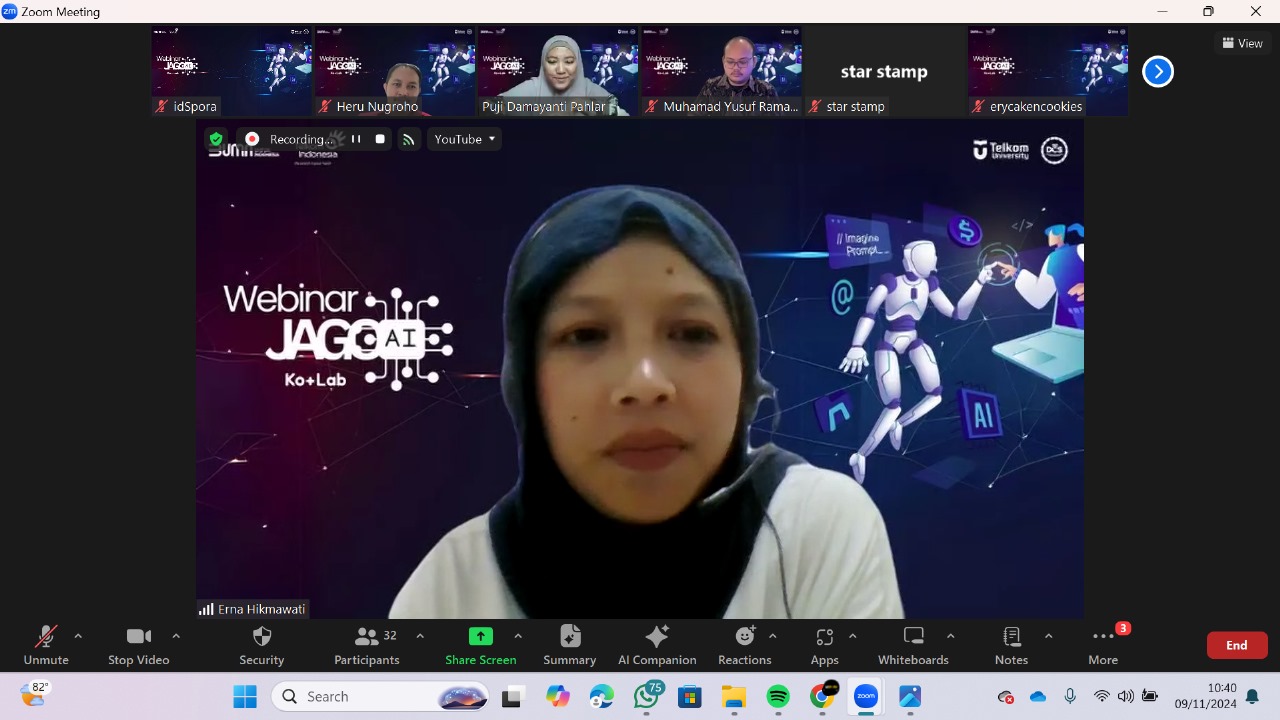 Zoom Meeting
View
idSpora
Heru Nugroho
Puji Damayanti Pahlar
Muhamad Yusuf Rama...
star stamp
star stamp
erycakencookies
Recording...
YouTube
Indonesia
Telkom
University
Webinar
JAGO AI
Ko+Lab
// Imagine
Prompt...
$
</>
@
AI
Erna Hikmawati
Unmute
Stop Video
Security
32
Participants
Share Screen
Summary
AI Companion
Reactions
Apps
Whiteboards
Notes
3
More
End
82°
Search
75
zoom
10:40
09/11/2024